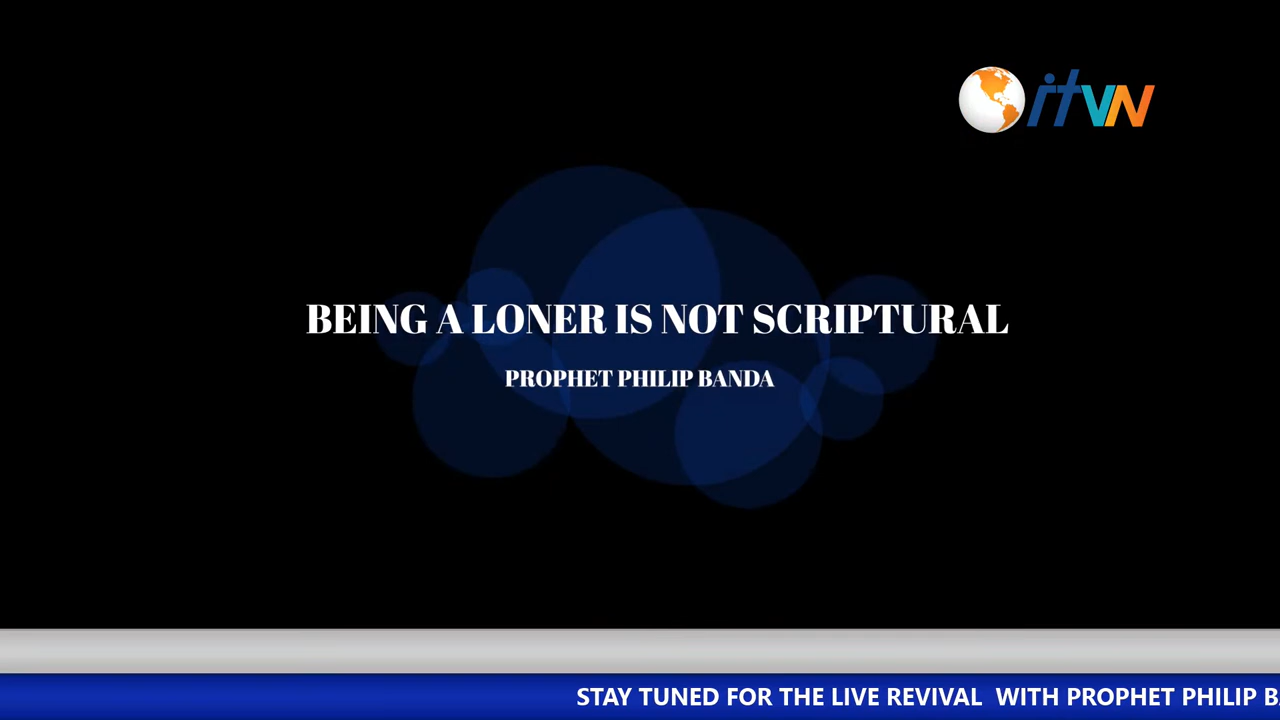 itVN
BEING A LONER IS NOT SCRIPTURAL
PROPHET PHILIP BANDA
STAY TUNED FOR THE LIVE REVIVAL WITH PROPHET PHILIP B